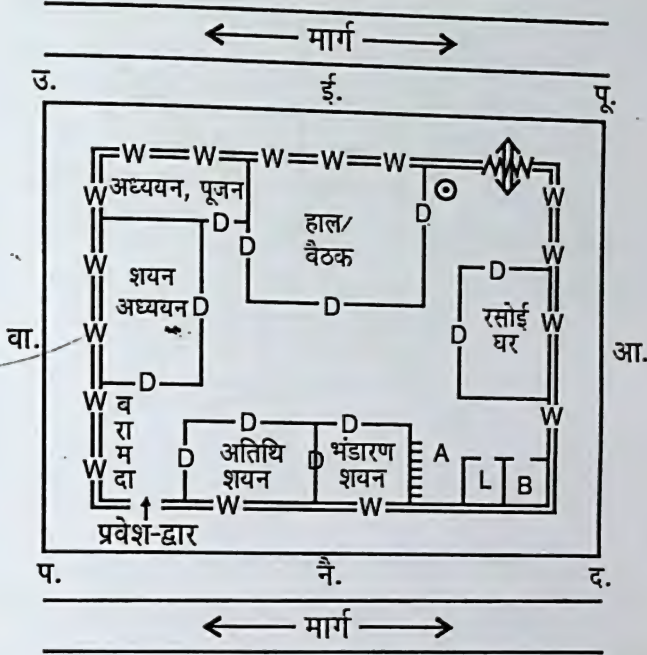 मार्ग
उ. ई. पू.
W W W W W
W अध्ययन, पूजन D W
D D हाल/
बैठक
W W
शयन
अध्ययन D
D रसोई
घर
D W
D
वा. W आ.
D
W W
व
रा
म
दा
D D
D अतिथि
शयन
D भंडारण
शयन
A
L B
W
W W
प्रवेश-द्वार
प. नै. द.
मार्ग